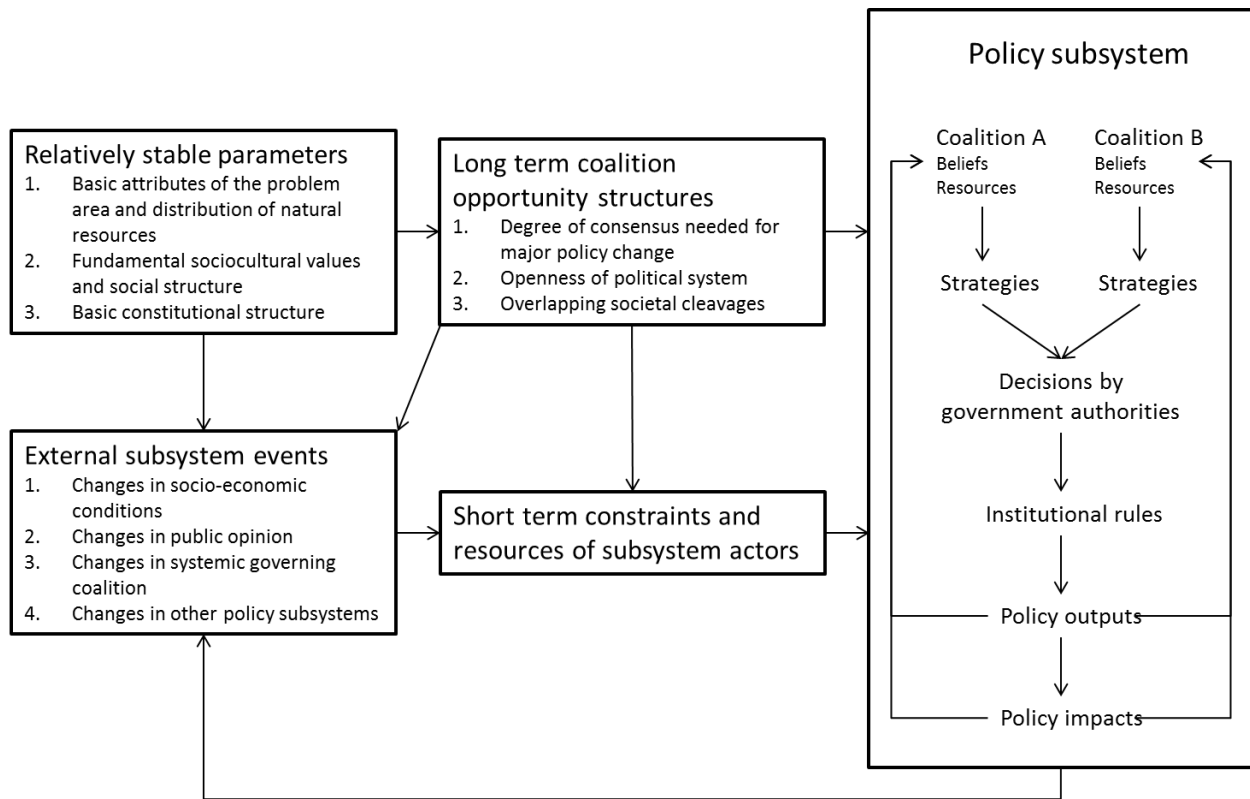 Relatively stable parameters
1. Basic attributes of the problem
area and distribution of natural
resources
2. Fundamental sociocultural values
and social structure
3. Basic constitutional structure
Long term coalition
opportunity structures
1. Degree of consensus needed for
major policy change
2. Openness of political system
3. Overlapping societal cleavages
External subsystem events
1. Changes in socio-economic
conditions
2. Changes in public opinion
3. Changes in systemic governing
coalition
4. Changes in other policy subsystems
Short term constraints and
resources of subsystem actors
Policy subsystem
Coalition A
Beliefs
Resources
Coalition B
Beliefs
Resources
Strategies
Strategies
Decisions by
government authorities
Institutional rules
Policy outputs
Policy impacts